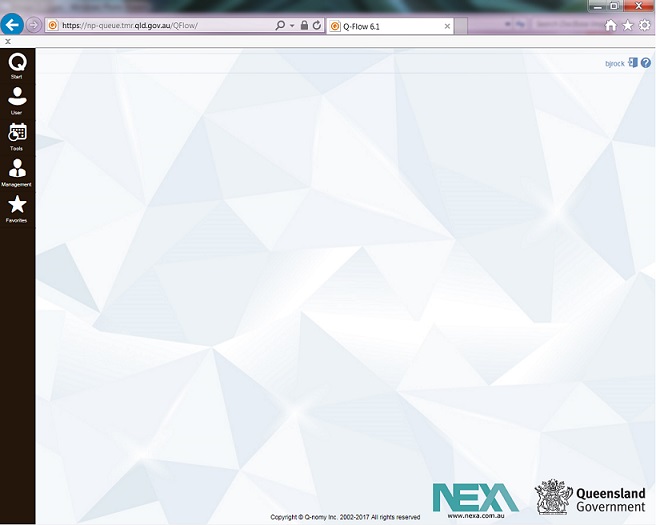 https://np-queue.tmr.qld.gov.au/QFlow/
Q-Flow 6.1
bjrock
Start
User
Tools
Management
Favorites
NEXA
www.nexa.com.au
Queensland
Government
Copyright © Q-nomy Inc. 2002-2017 All rights reserved